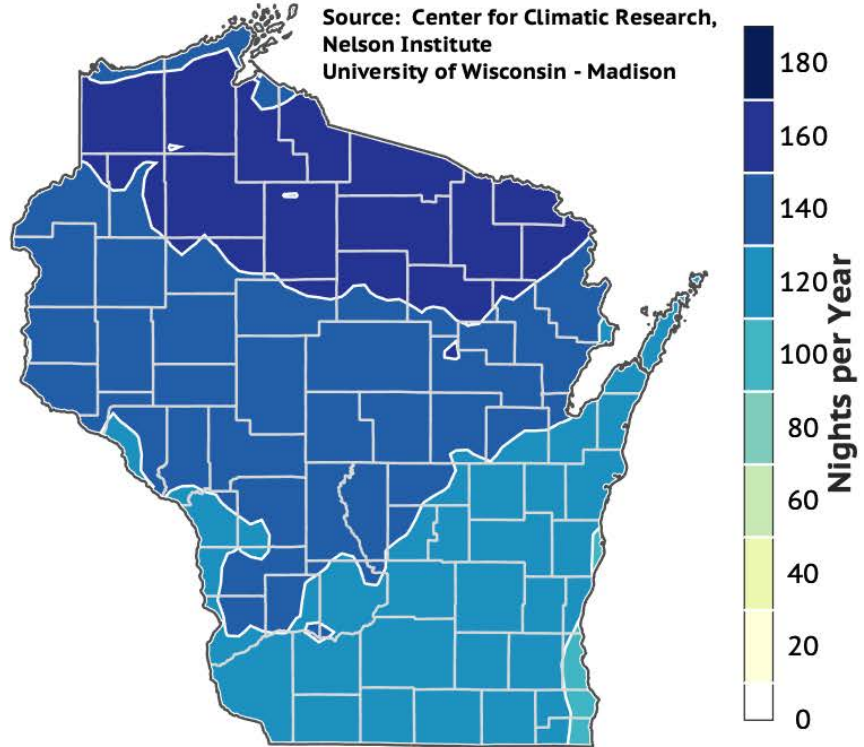 Source:  Center for Climatic Research,
Nelson Institute
University of Wisconsin - Madison
180
160
140
120
100
80
60
40
20
0
Nights per Year